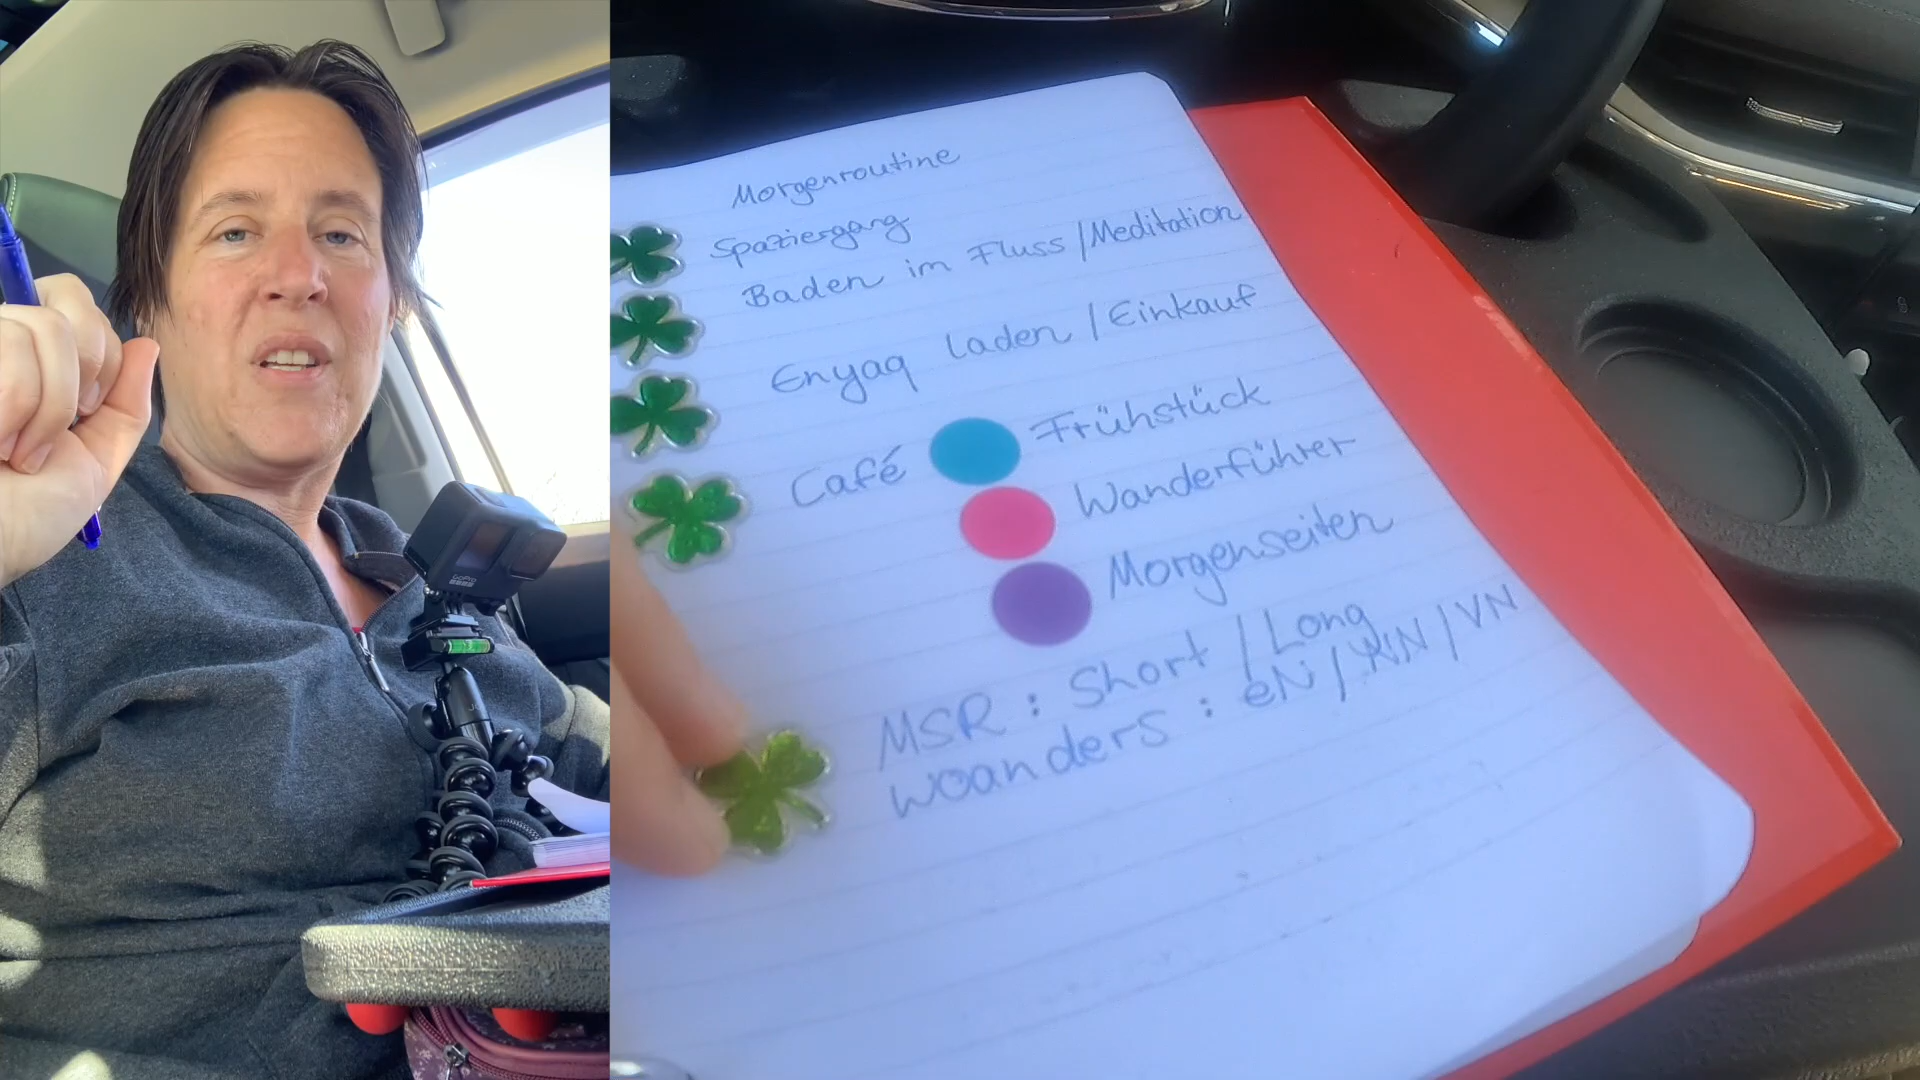 GoPro
Morgenroutine
Spaziergang
Baden im Fluss / Meditation
Enyaq laden / Einkauf
Café Frühstück
Wanderführer
Morgenseiten
MSR : Short / Long
woanders : eN / / VN